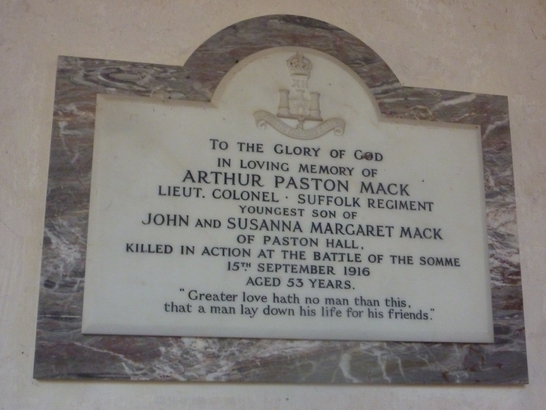 TO THE GLORY OF GOD
IN LOVING MEMORY OF
ARTHUR PASTON MACK
LIEUT. COLONEL · SUFFOLK REGIMENT
YOUNGEST SON OF
JOHN AND SUSANNA MARGARET MACK
OF PASTON HALL,
KILLED IN ACTION AT THE BATTLE OF THE SOMME
15TH SEPTEMBER 1916
AGED 53 YEARS.
"Greater love hath no man than this,
that a man lay down his life for his friends."